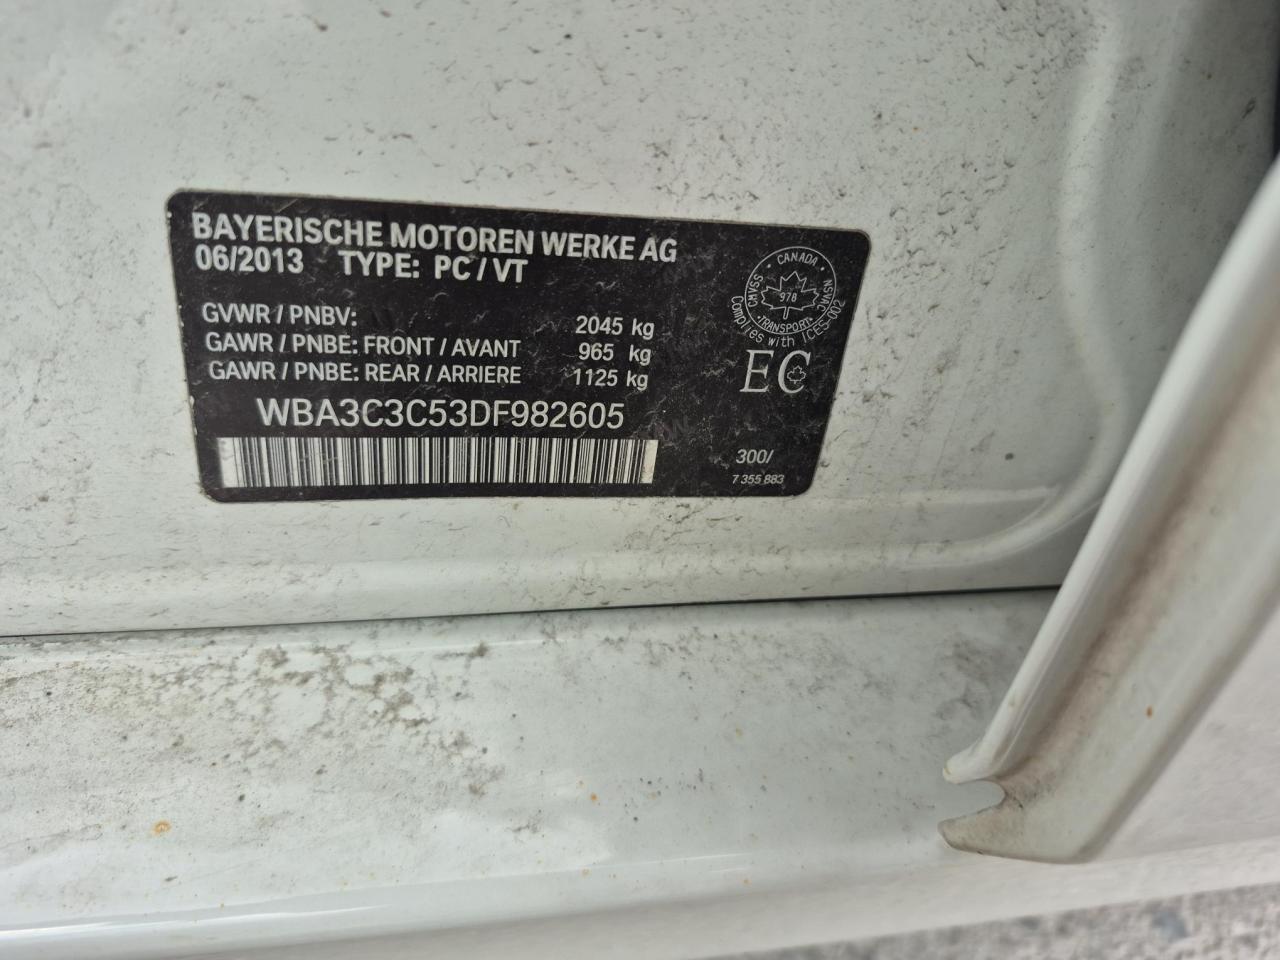 BAYERISCHE MOTOREN WERKE AG
06/2013 TYPE: PC / VT
GVWR / PNBV: 2045 kg
GAWR / PNBE: FRONT / AVANT 965 kg
GAWR / PNBE: REAR / ARRIERE 1125 kg
WBA3C3C53DF982605
CANADA
CMVSS
NSVAC
978
TRANSPORT
Complies with ICES-002
EC
300/
7 355 883